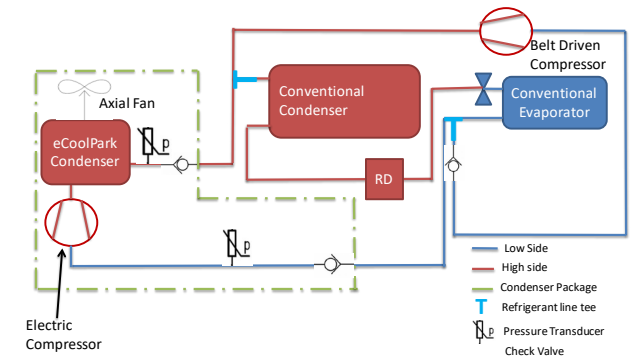 Belt Driven
Compressor
Axial Fan
Conventional
Condenser
Conventional
Evaporator
eCoolPark
Condenser
p
RD
p
Low Side
High side
Condenser Package
Refrigerant line tee
p
Pressure Transducer
Check Valve
Electric
Compressor